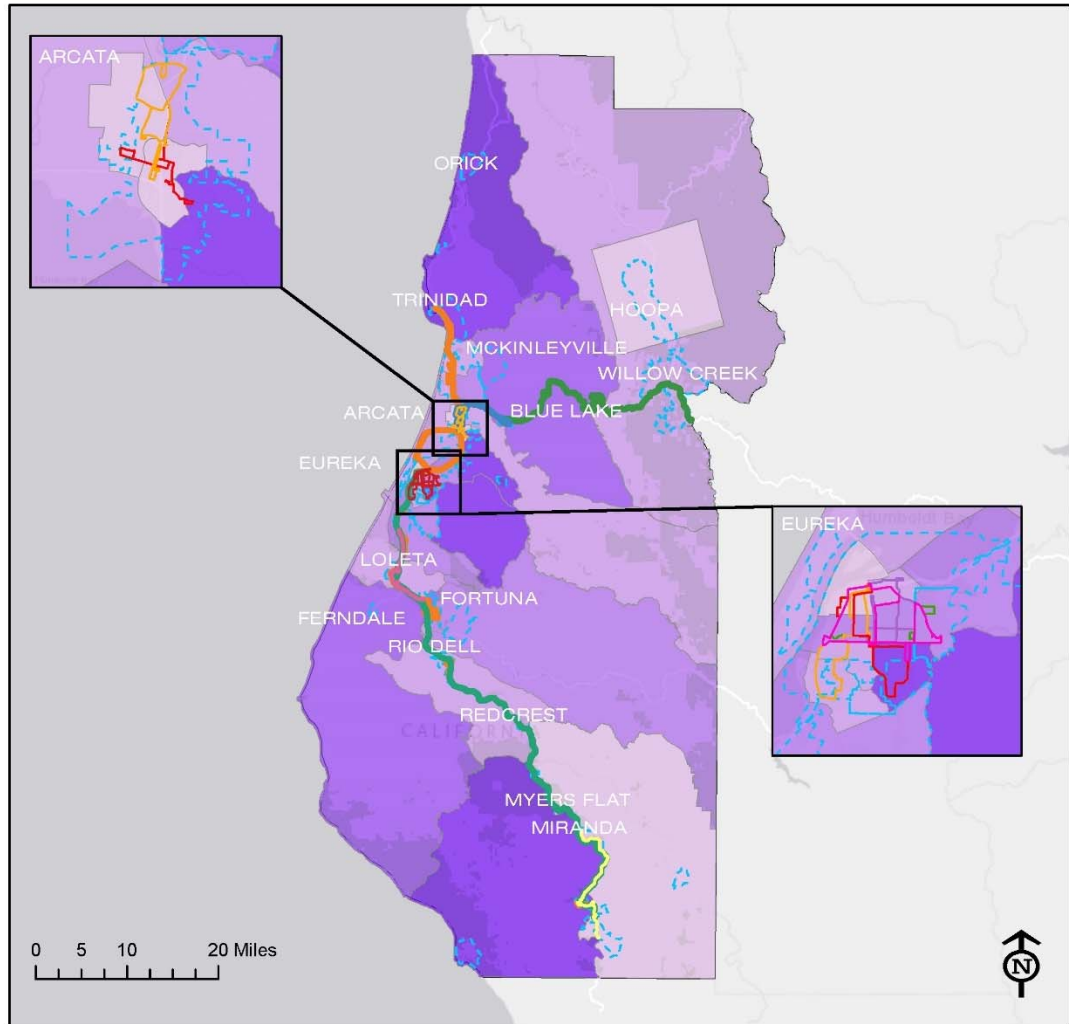 ARCATA
ORICK
TRINIDAD
HOOPA
MCKINLEYVILLE
WILLOW CREEK
ARCATA
BLUE LAKE
EUREKA
EUREKA
Humboldt Bay
LOLETA
FORTUNA
FERNDALE
RIO DELL
REDCREST
CALIFORNIA
MYERS FLAT
MIRANDA
0 5 10 20 Miles
N